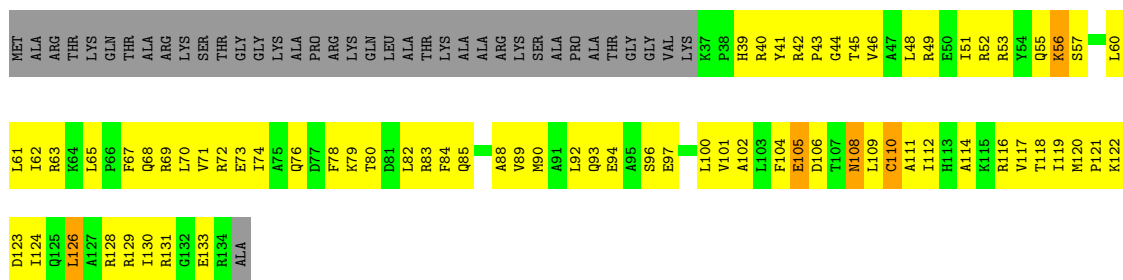 MET ALA ARG THR LYS GLN THR ALA ARG LYS SER THR GLY GLY LYS ALA PRO ARG LYS GLN LEU ALA THR LYS ALA ALA ARG LYS SER ALA PRO ALA THR GLY GLY VAL LYS K37 P38 H39 R40 Y41 R42 P43 G44 T45 V46 A47 L48 R49 E50 I51 R52 R53 Y54 Q55 K56 S57 L60
L61 I62 R63 K64 L65 P66 F67 Q68 R69 L70 V71 R72 E73 I74 A75 Q76 D77 F78 K79 T80 D81 L82 R83 F84 Q85 A88 V89 M90 A91 L92 Q93 E94 A95 S96 E97 L100 V101 A102 L103 F104 E105 D106 T107 N108 L109 C110 A111 I112 H113 A114 K115 R116 V117 T118 I119 M120 P121 K122
D123 I124 Q125 L126 A127 R128 R129 I130 R131 G132 E133 R134 ALA